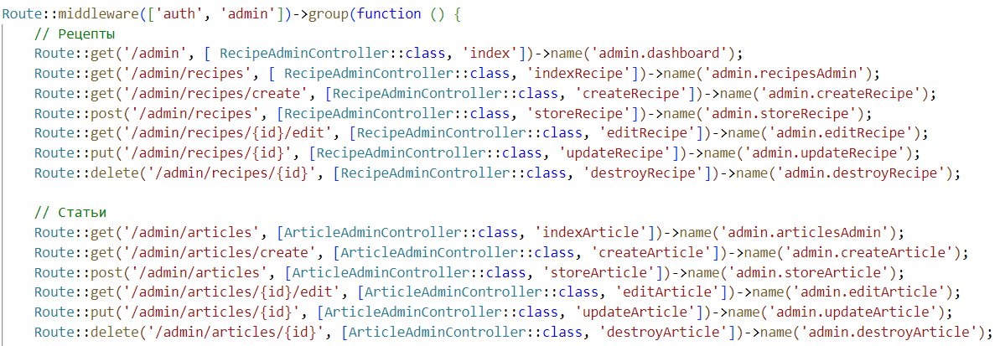 Route::middleware(['auth', 'admin'])->group(function () {
    // Рецепты
    Route::get('/admin', [ RecipeAdminController::class, 'index'])->name('admin.dashboard');
    Route::get('/admin/recipes', [ RecipeAdminController::class, 'indexRecipe'])->name('admin.recipesAdmin');
    Route::get('/admin/recipes/create', [RecipeAdminController::class, 'createRecipe'])->name('admin.createRecipe');
    Route::post('/admin/recipes', [RecipeAdminController::class, 'storeRecipe'])->name('admin.storeRecipe');
    Route::get('/admin/recipes/{id}/edit', [RecipeAdminController::class, 'editRecipe'])->name('admin.editRecipe');
    Route::put('/admin/recipes/{id}', [RecipeAdminController::class, 'updateRecipe'])->name('admin.updateRecipe');
    Route::delete('/admin/recipes/{id}', [RecipeAdminController::class, 'destroyRecipe'])->name('admin.destroyRecipe');

    // Статьи
    Route::get('/admin/articles', [ArticleAdminController::class, 'indexArticle'])->name('admin.articlesAdmin');
    Route::get('/admin/articles/create', [ArticleAdminController::class, 'createArticle'])->name('admin.createArticle');
    Route::post('/admin/articles', [ArticleAdminController::class, 'storeArticle'])->name('admin.storeArticle');
    Route::get('/admin/articles/{id}/edit', [ArticleAdminController::class, 'editArticle'])->name('admin.editArticle');
    Route::put('/admin/articles/{id}', [ArticleAdminController::class, 'updateArticle'])->name('admin.updateArticle');
    Route::delete('/admin/articles/{id}', [ArticleAdminController::class, 'destroyArticle'])->name('admin.destroyArticle');